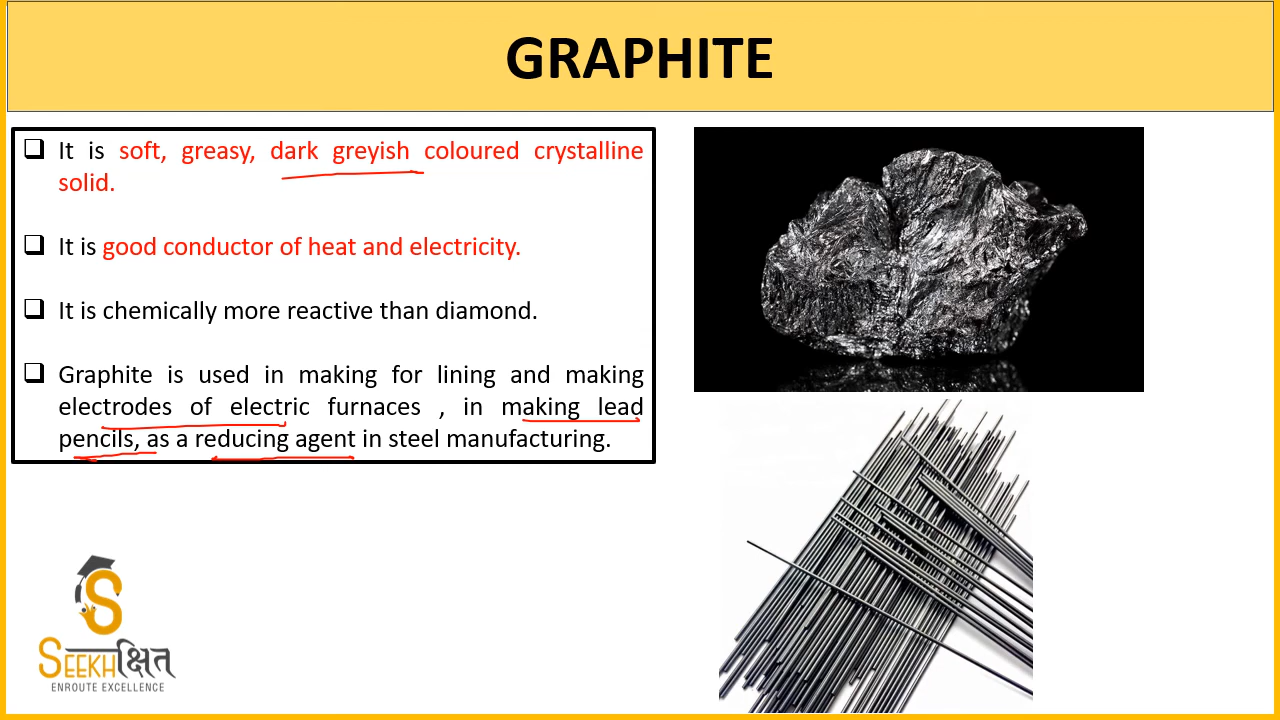 GRAPHITE
It is soft, greasy, dark greyish coloured crystalline
solid.
It is good conductor of heat and electricity.
It is chemically more reactive than diamond.
Graphite is used in making for lining and making
electrodes of electric furnaces , in making lead
pencils, as a reducing agent in steel manufacturing.
S
SEEKHक्षित
ENROUTE EXCELLENCE